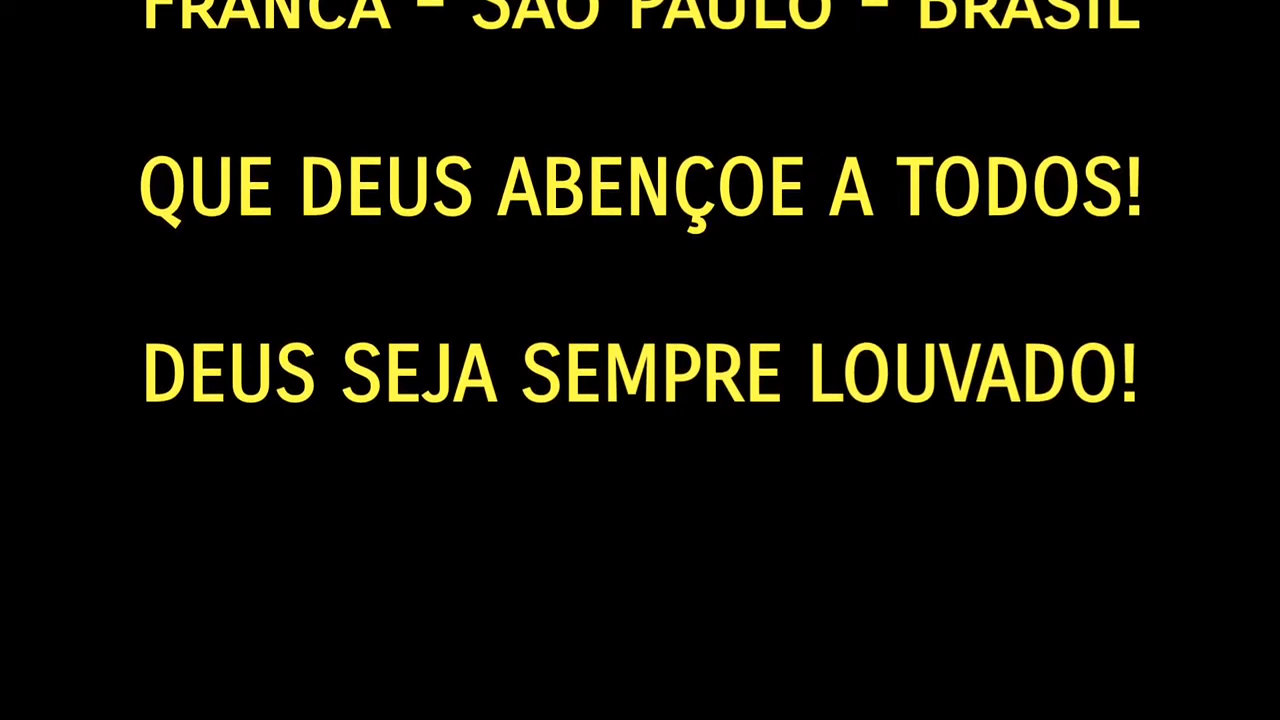 FRANCA - SÃO PAULO - BRASIL
QUE DEUS ABENÇOE A TODOS!
DEUS SEJA SEMPRE LOUVADO!